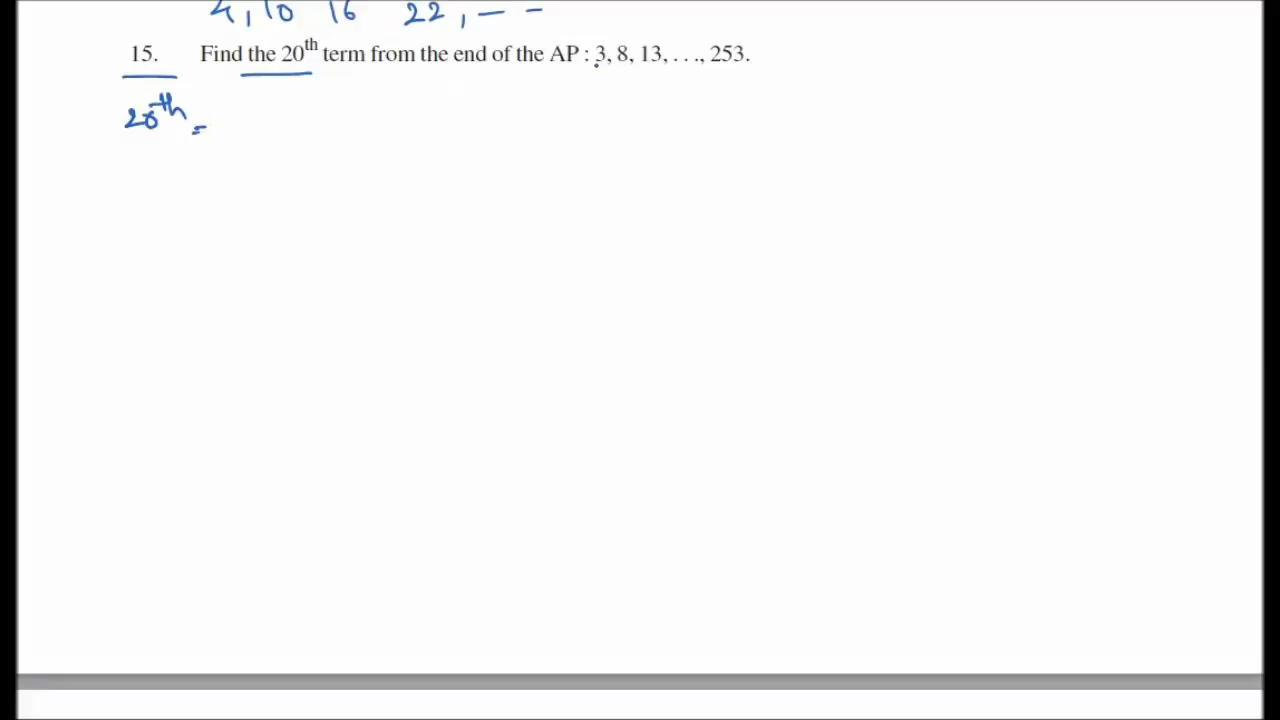 4, 10 16 22, – –
15. Find the 20th term from the end of the AP : 3, 8, 13, . . ., 253.
20th =